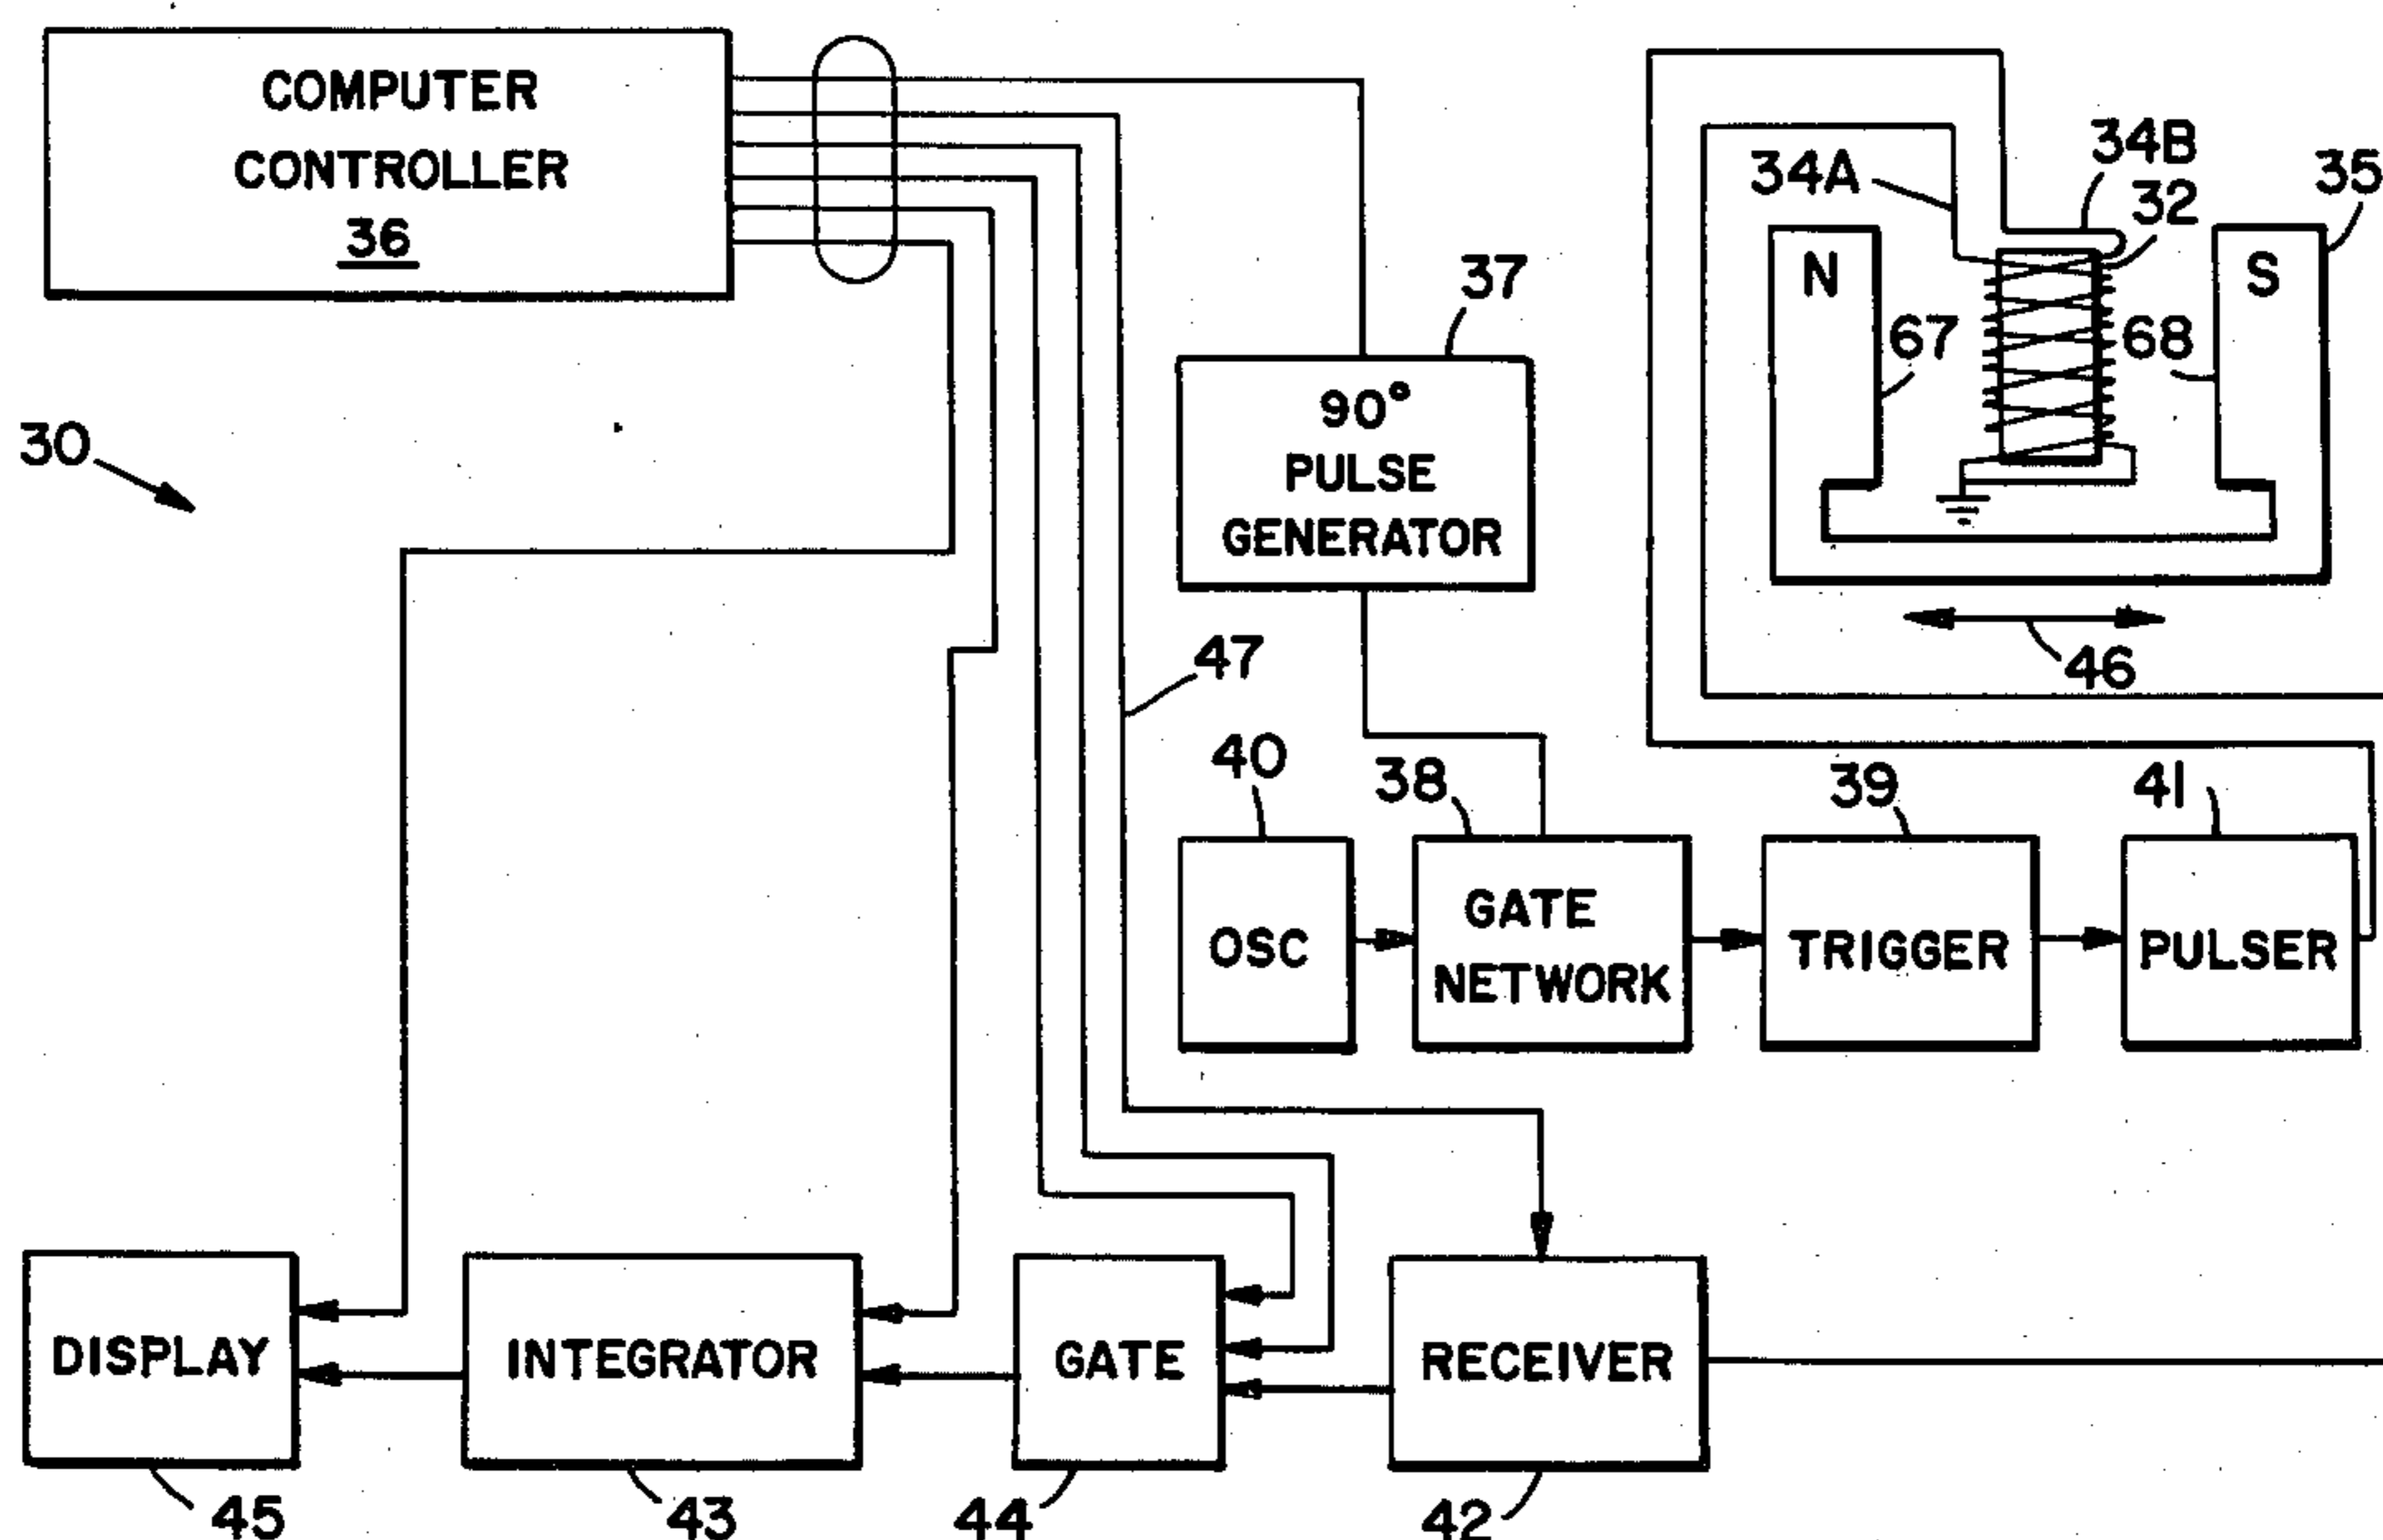 COMPUTER
CONTROLLER
36
34A
34B
32
35
N
S
67
68
37
90°
PULSE
GENERATOR
30
46
47
40
38
39
41
OSC
GATE
NETWORK
TRIGGER
PULSER
DISPLAY
INTEGRATOR
GATE
RECEIVER
45
43
44
42